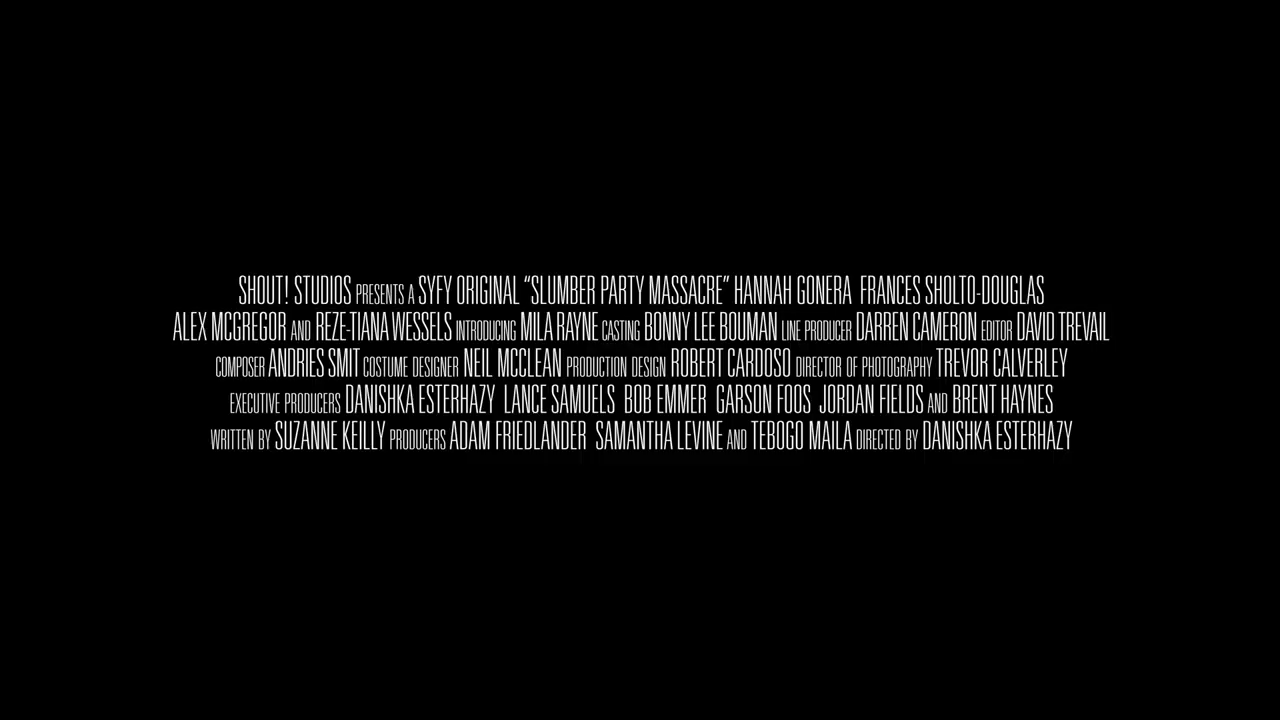 SHOUT! STUDIOS PRESENTS A SYFY ORIGINAL “SLUMBER PARTY MASSACRE” HANNAH GONERA FRANCES SHOLTO-DOUGLAS
ALEX MCGREGOR AND REZE-TIANA WESSELS INTRODUCING MILA RAYNE CASTING BONNY LEE BOUMAN LINE PRODUCER DARREN CAMERON EDITOR DAVID TREVAIL
COMPOSER ANDRIES SMIT COSTUME DESIGNER NEIL MCCLEAN PRODUCTION DESIGN ROBERT CARDOSO DIRECTOR OF PHOTOGRAPHY TREVOR CALVERLEY
EXECUTIVE PRODUCERS DANISHKA ESTERHAZY LANCE SAMUELS BOB EMMER GARSON FOOS JORDAN FIELDS AND BRENT HAYNES
WRITTEN BY SUZANNE KEILLY PRODUCERS ADAM FRIEDLANDER SAMANTHA LEVINE AND TEBOGO MAILA DIRECTED BY DANISHKA ESTERHAZY